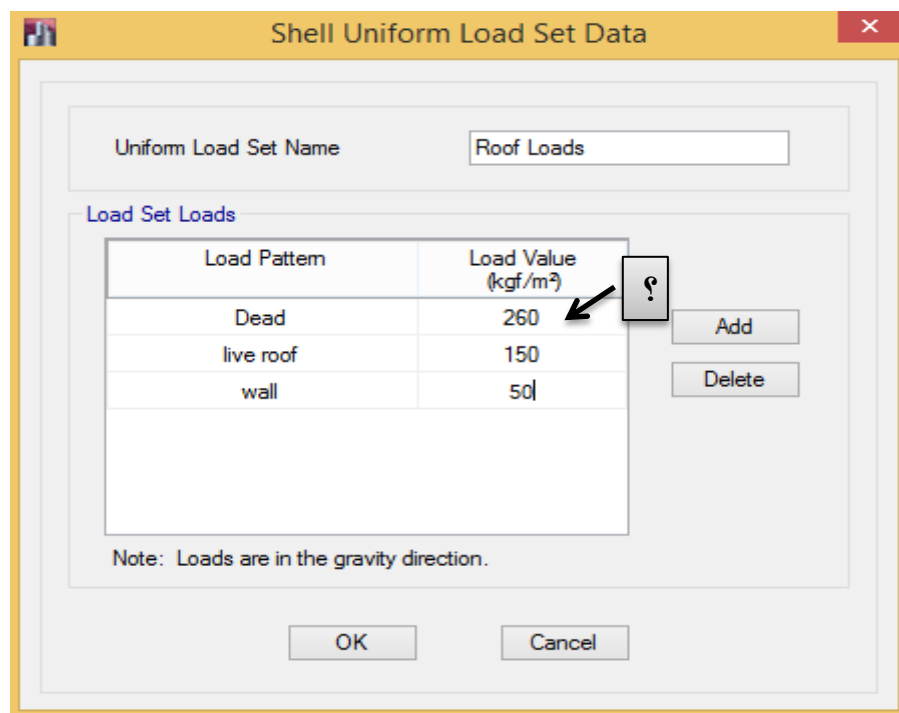 Shell Uniform Load Set Data
Uniform Load Set Name Roof Loads
Load Set Loads
Load Pattern Load Value (kgf/m²)
Dead 260
؟
live roof 150
wall 50
Add
Delete
Note: Loads are in the gravity direction.
OK Cancel